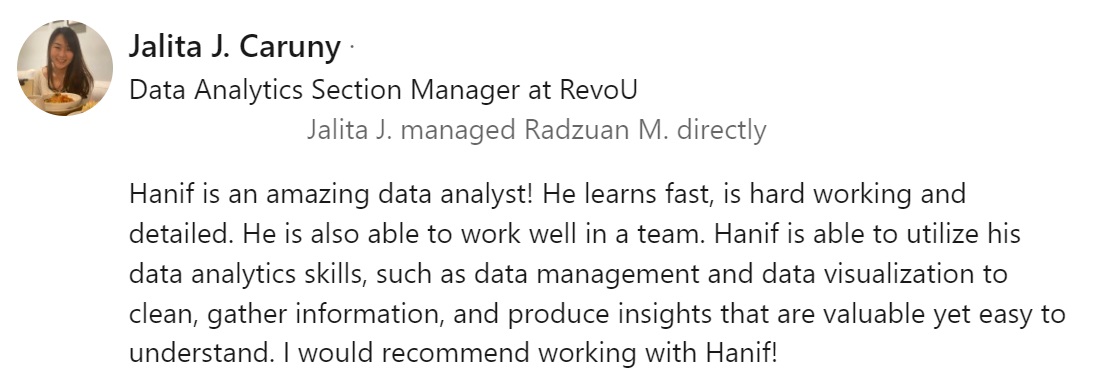 Jalita J. Caruny ·
Data Analytics Section Manager at RevoU
Jalita J. managed Radzuan M. directly
Hanif is an amazing data analyst! He learns fast, is hard working and
detailed. He is also able to work well in a team. Hanif is able to utilize his
data analytics skills, such as data management and data visualization to
clean, gather information, and produce insights that are valuable yet easy to
understand. I would recommend working with Hanif!